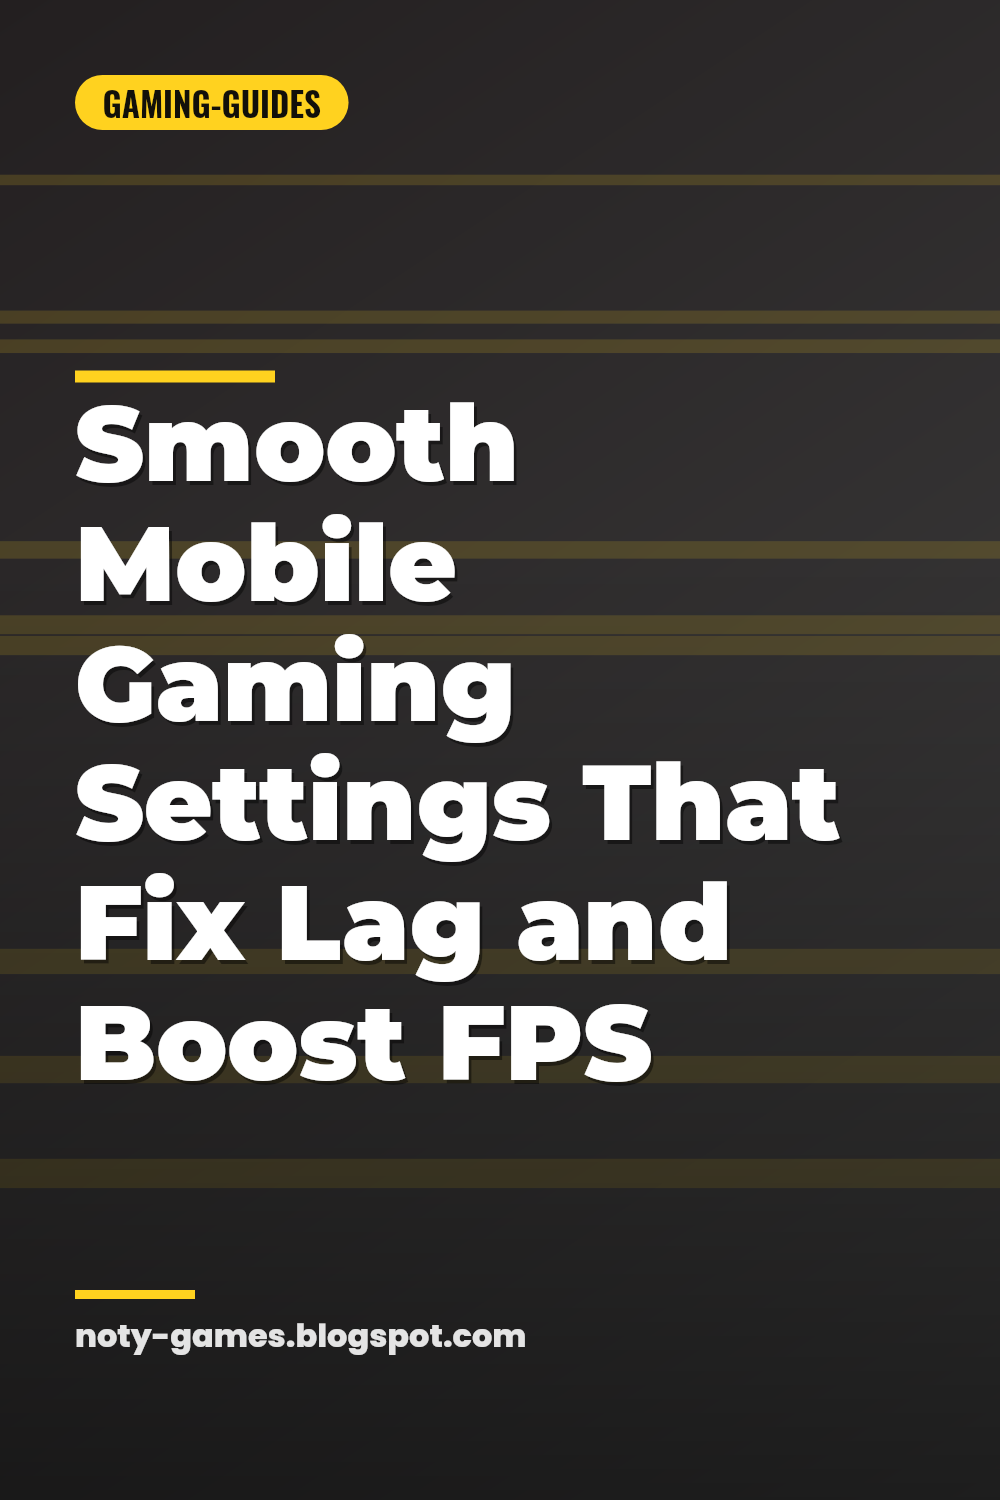 GAMING-GUIDES
Smooth
Mobile
Gaming
Settings That
Fix Lag and
Boost FPS
noty-games.blogspot.com